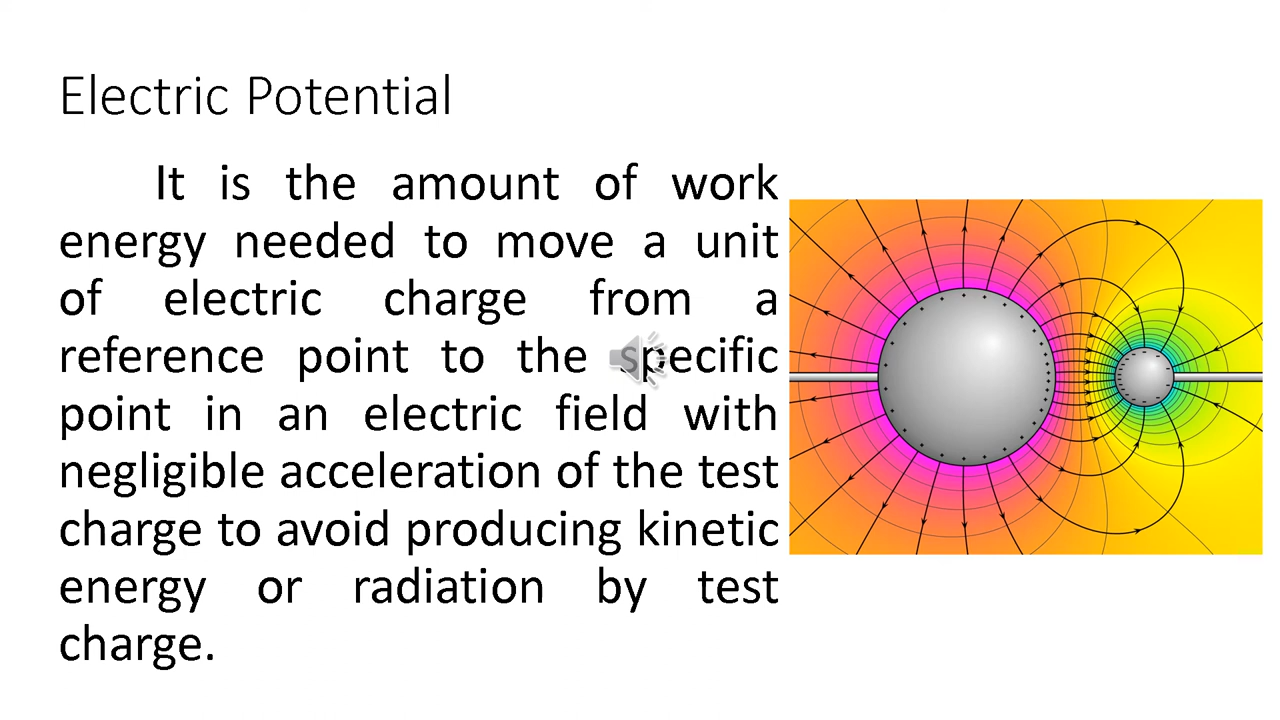 Electric Potential
It is the amount of work
energy needed to move a unit
of electric charge from a
reference point to the specific
point in an electric field with
negligible acceleration of the test
charge to avoid producing kinetic
energy or radiation by test
charge.